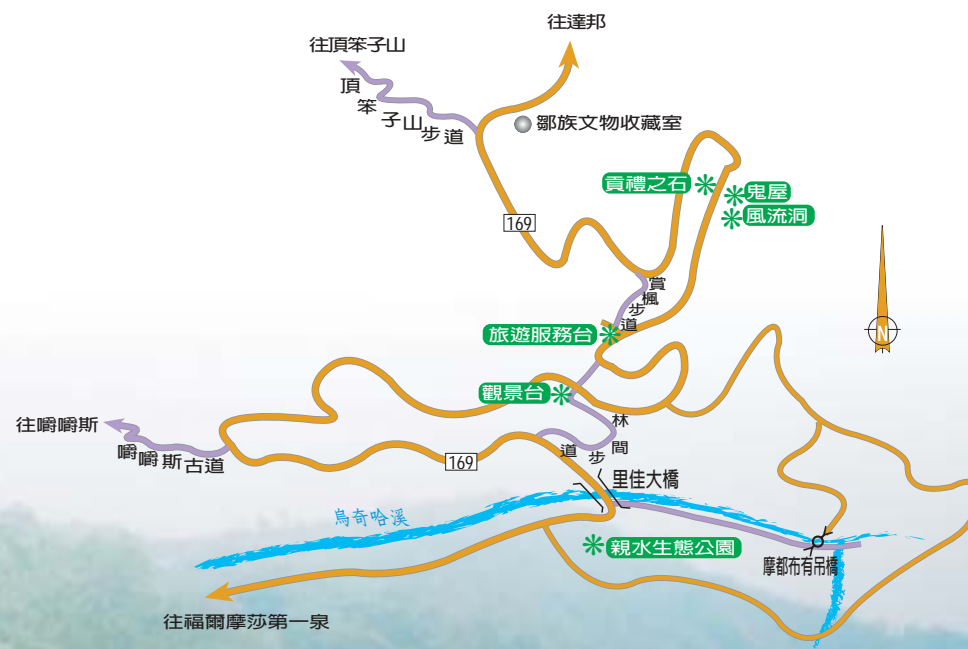 往達邦
往頂笨子山
頂笨子山步道
鄒族文物收藏室
貢禮之石
鬼屋
風流洞
169
賞楓步道
N
旅遊服務台
觀景台
往嚼嚼斯
嚼嚼斯古道
林間步道
169
里佳大橋
烏奇哈溪
親水生態公園
摩都布有吊橋
往福爾摩莎第一泉